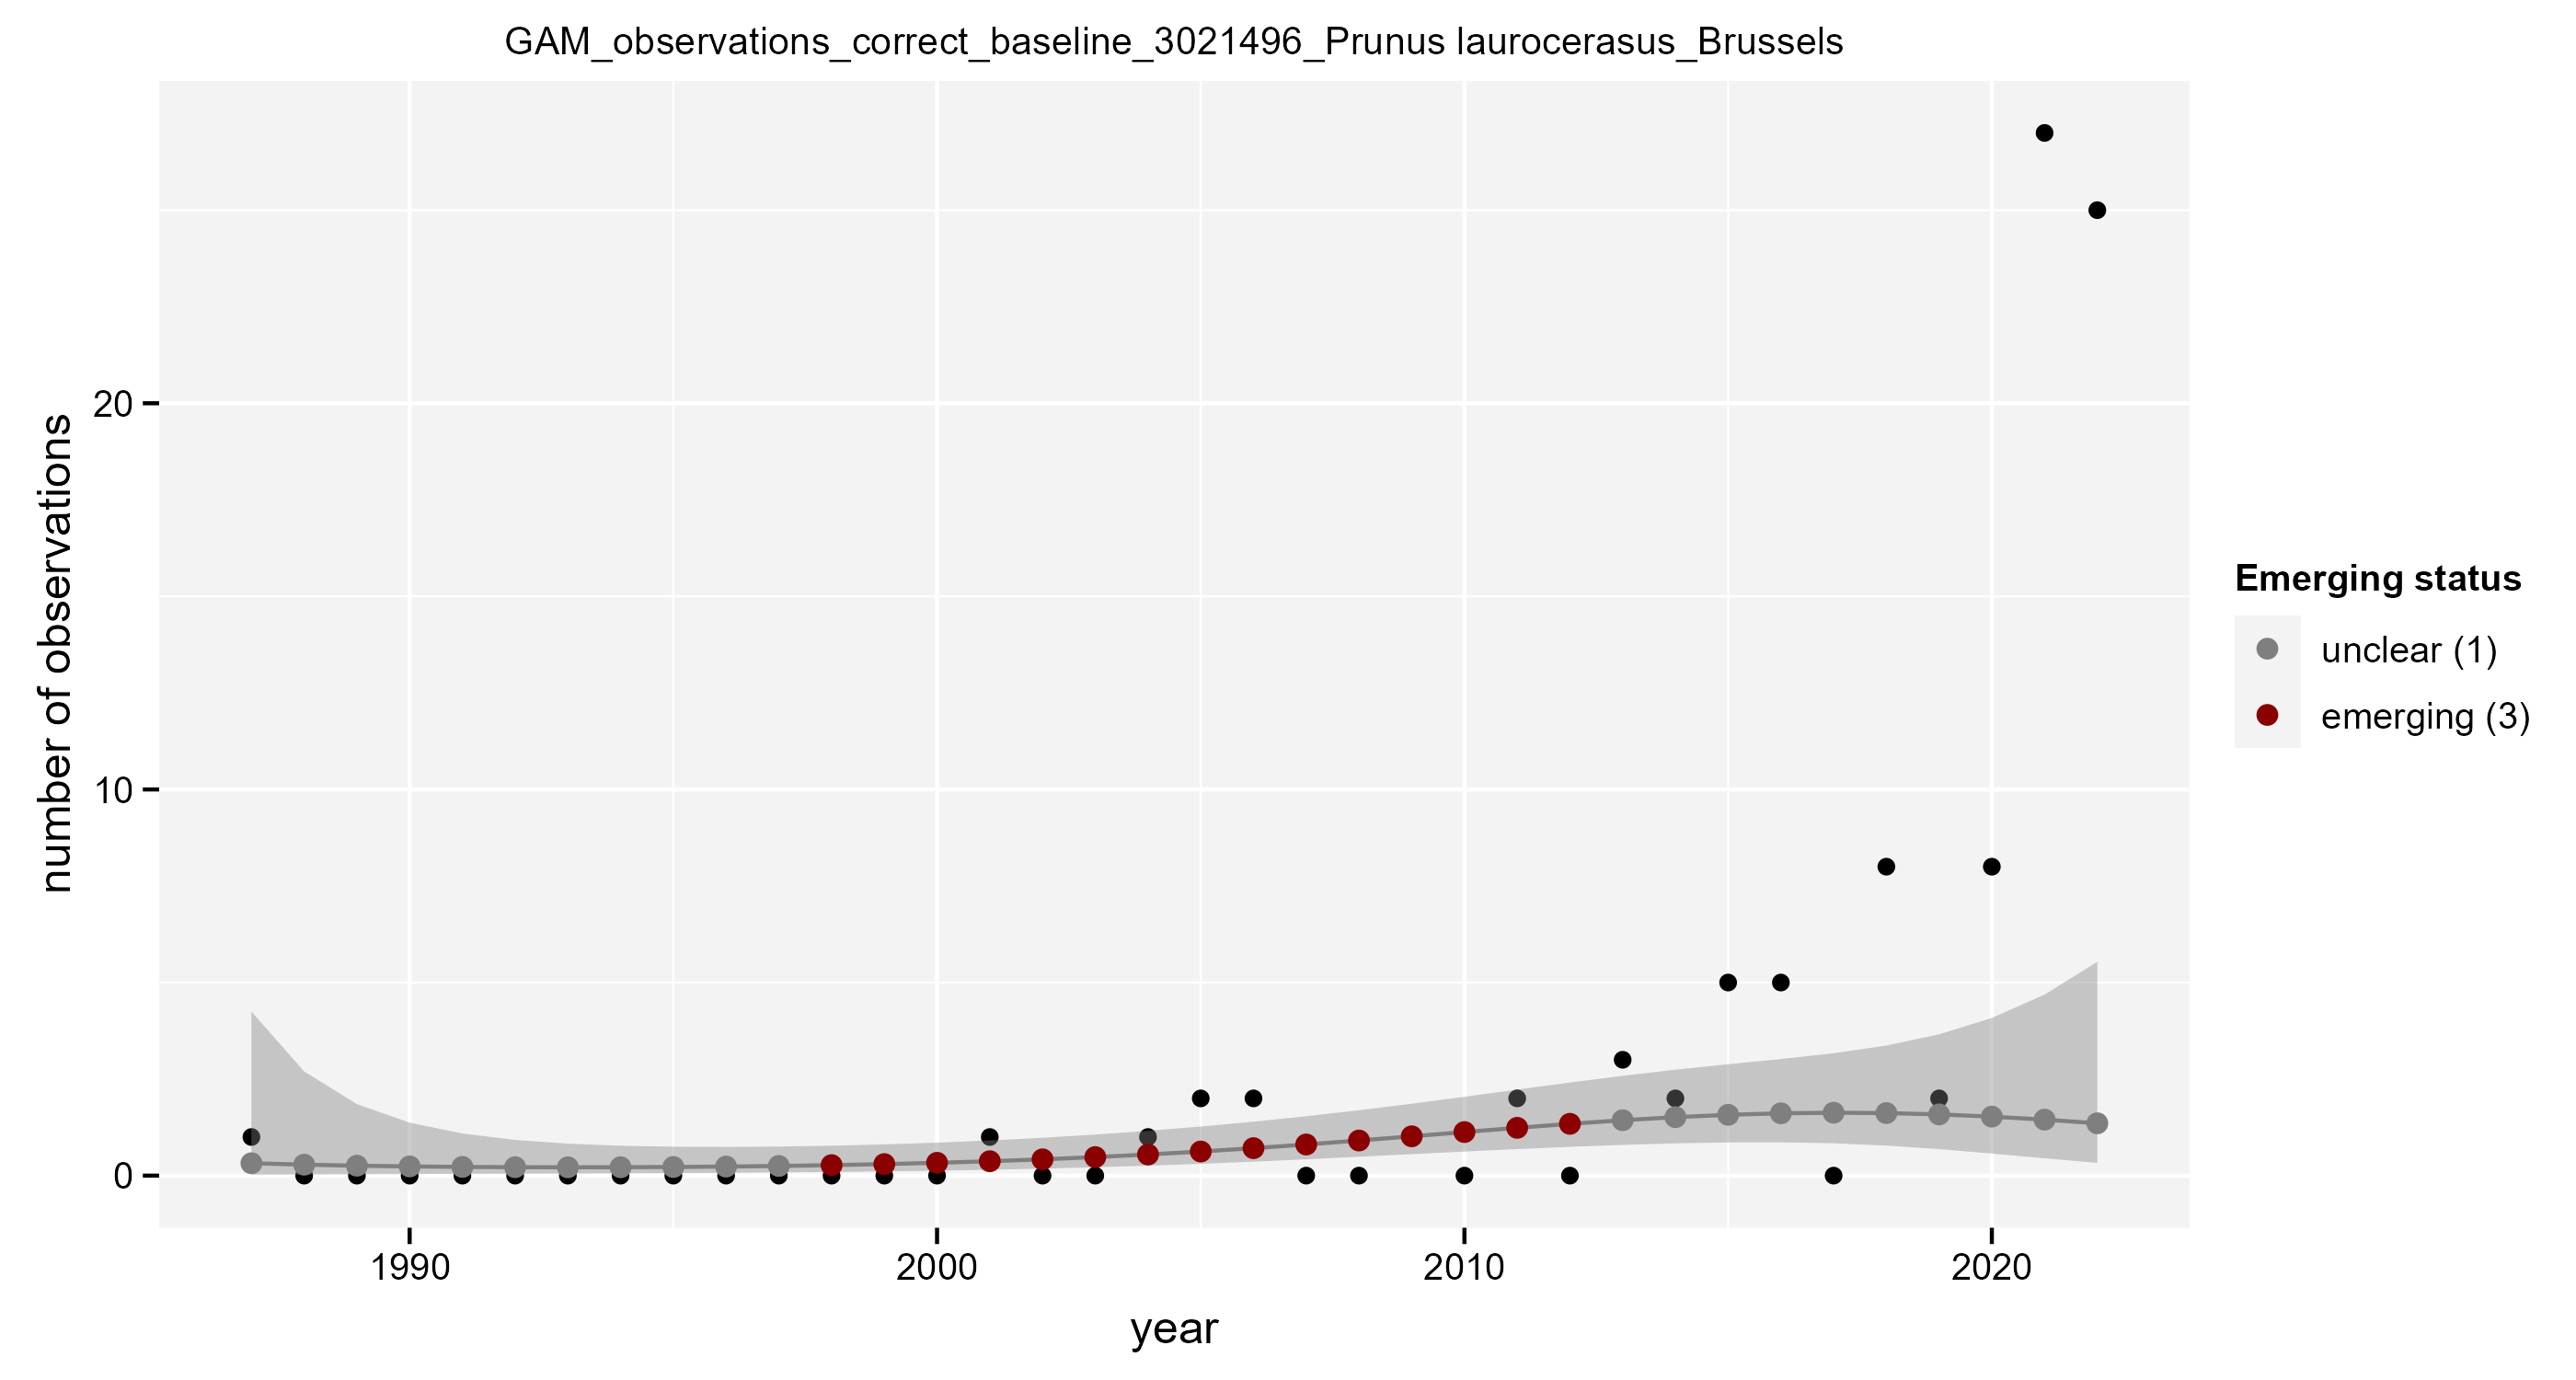 GAM_observations_correct_baseline_3021496_Prunus laurocerasus_Brussels
number of observations
20
10
0
1990
2000
2010
2020
year
Emerging status
unclear (1)
emerging (3)